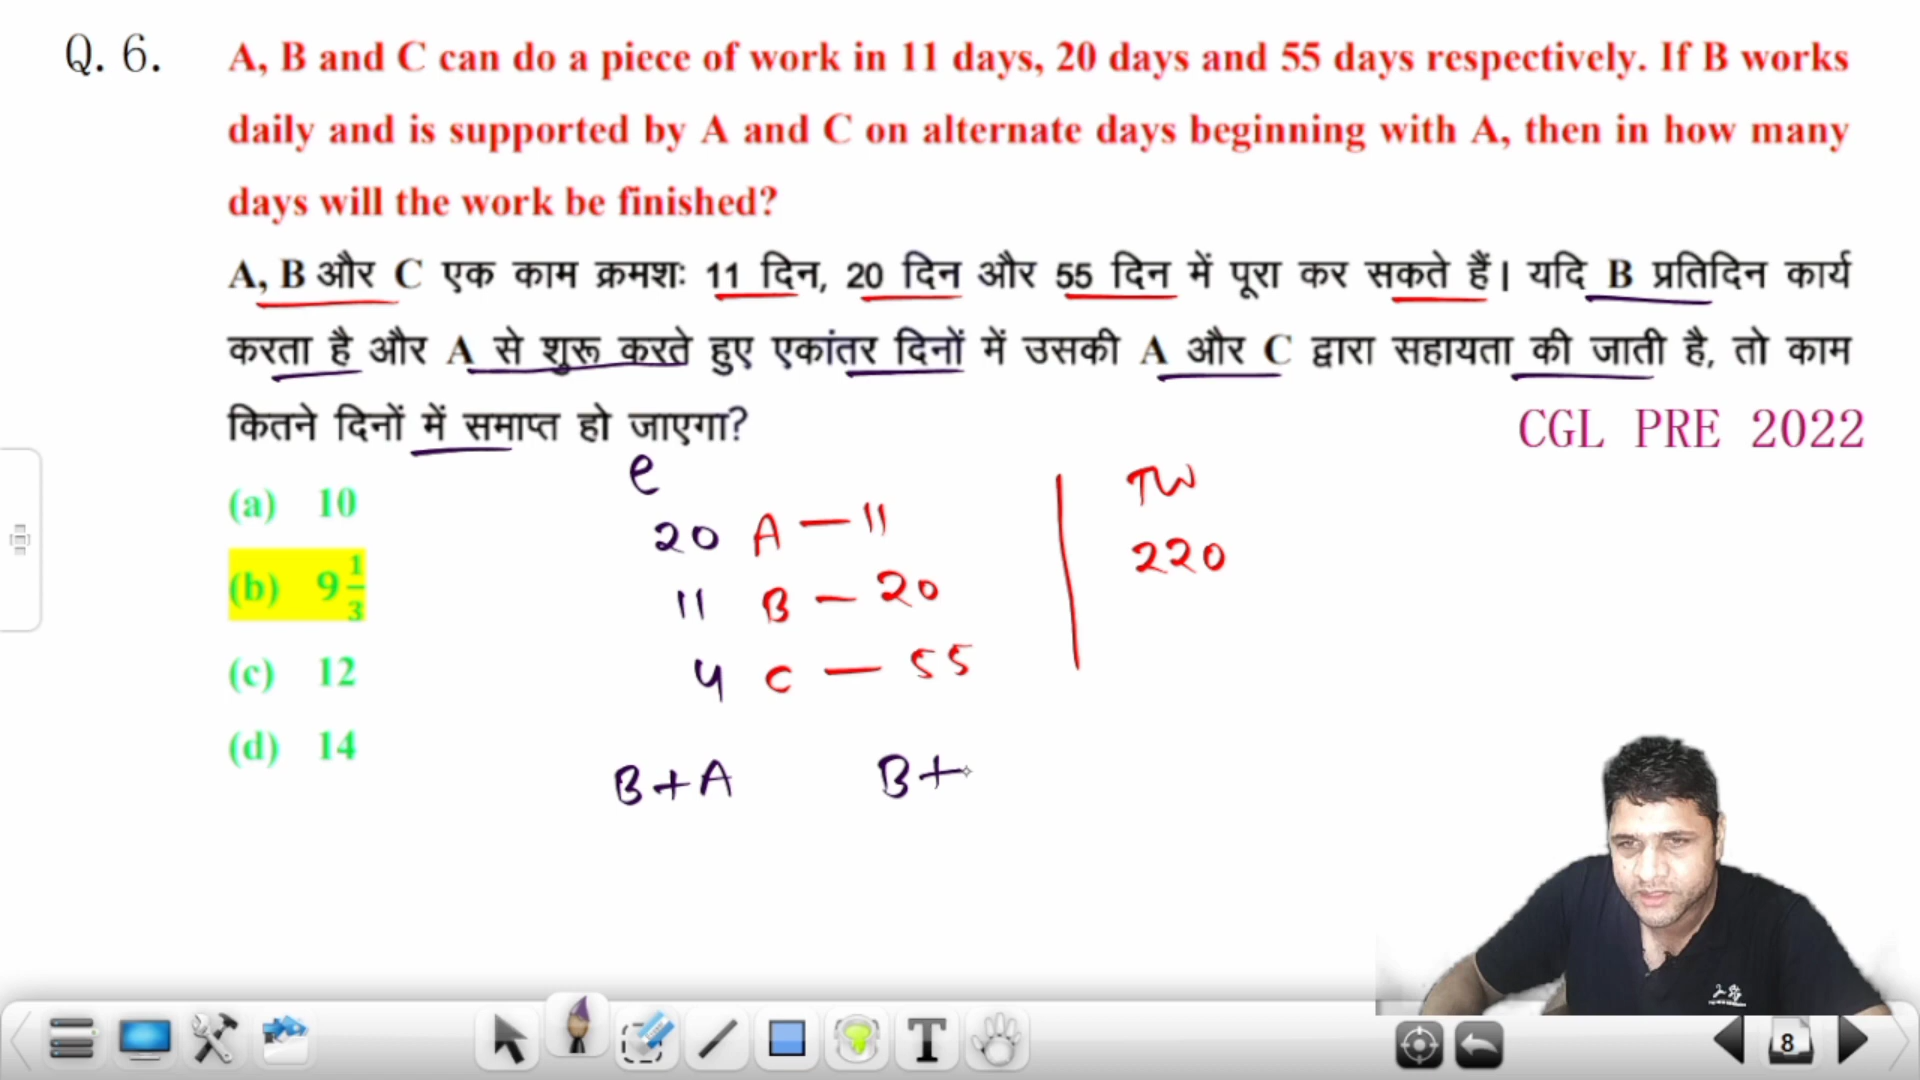 Q. 6.
A, B and C can do a piece of work in 11 days, 20 days and 55 days respectively. If B works
daily and is supported by A and C on alternate days beginning with A, then in how many
days will the work be finished?
A, B और C एक काम क्रमशः 11 दिन, 20 दिन और 55 दिन में पूरा कर सकते हैं। यदि B प्रतिदिन कार्य
करता है और A से शुरू करते हुए एकांतर दिनों में उसकी A और C द्वारा सहायता की जाती है, तो काम
कितने दिनों में समाप्त हो जाएगा?
CGL PRE 2022
(a) 10
(b) 9 1/3
(c) 12
(d) 14
e
20 A — 11
11 B — 20
4 C — 55
TW
220
B+A B+
8